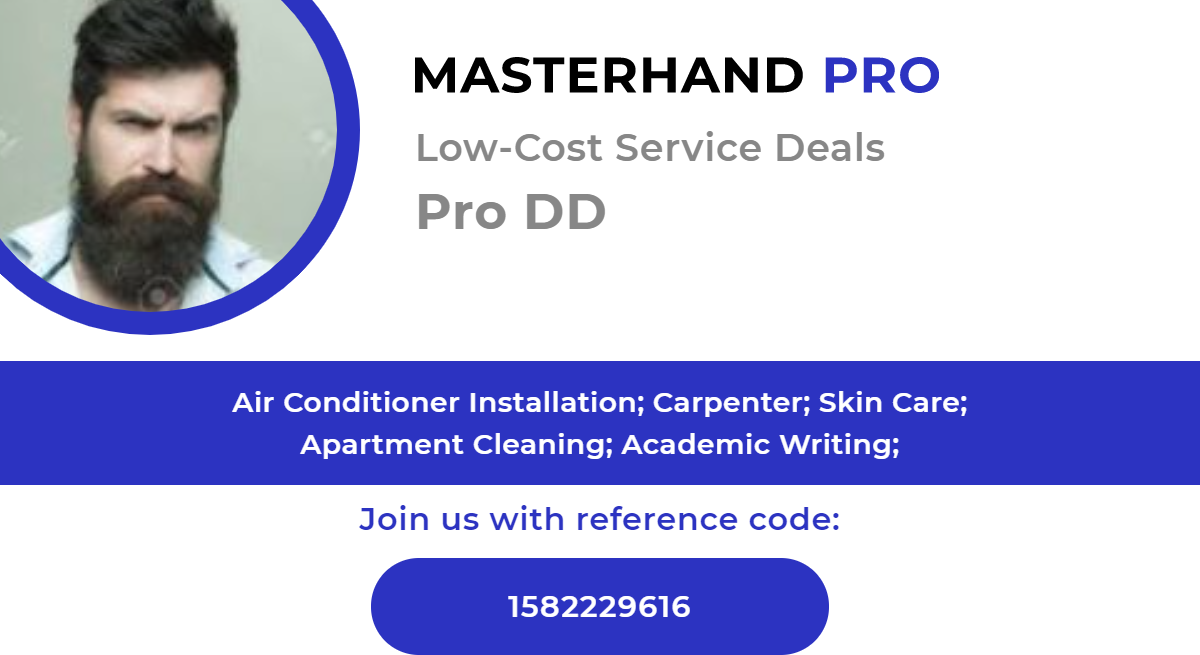 MASTERHAND PRO
Low-Cost Service Deals
Pro DD
Air Conditioner Installation; Carpenter; Skin Care;
Apartment Cleaning; Academic Writing;
Join us with reference code:
1582229616